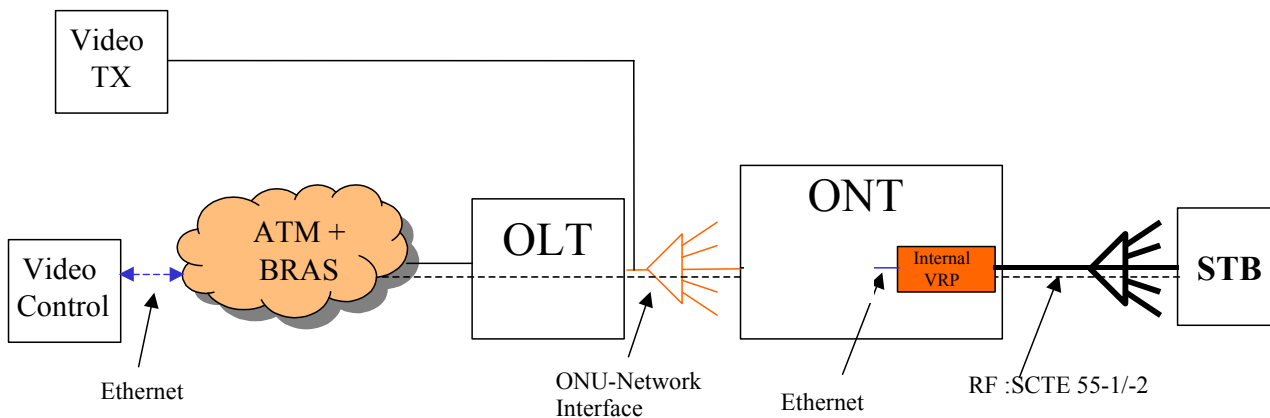 Video
TX
ATM +
BRAS
Video
Control
OLT
ONT
Internal
VRP
STB
Ethernet
ONU-Network
Interface
Ethernet
RF :SCTE 55-1/-2